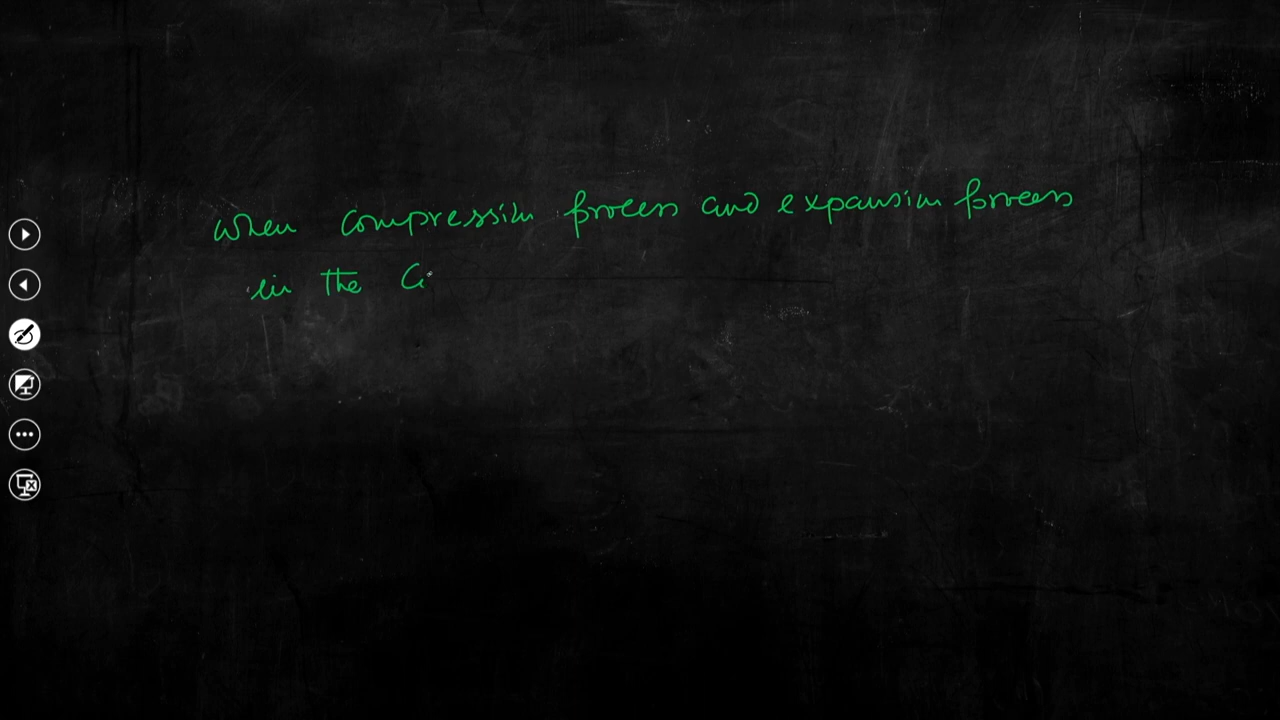 when compression process and expansion process
in the G